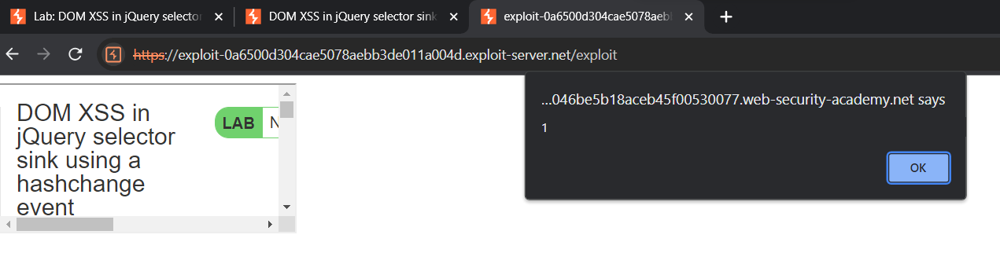 Lab: DOM XSS in jQuery selector
DOM XSS in jQuery selector sink
exploit-0a6500d304cae5078aebb
https://exploit-0a6500d304cae5078aebb3de011a004d.exploit-server.net/exploit
...046be5b18aceb45f00530077.web-security-academy.net says
1
OK
DOM XSS in
jQuery selector
sink using a
hashchange
event
LAB
N